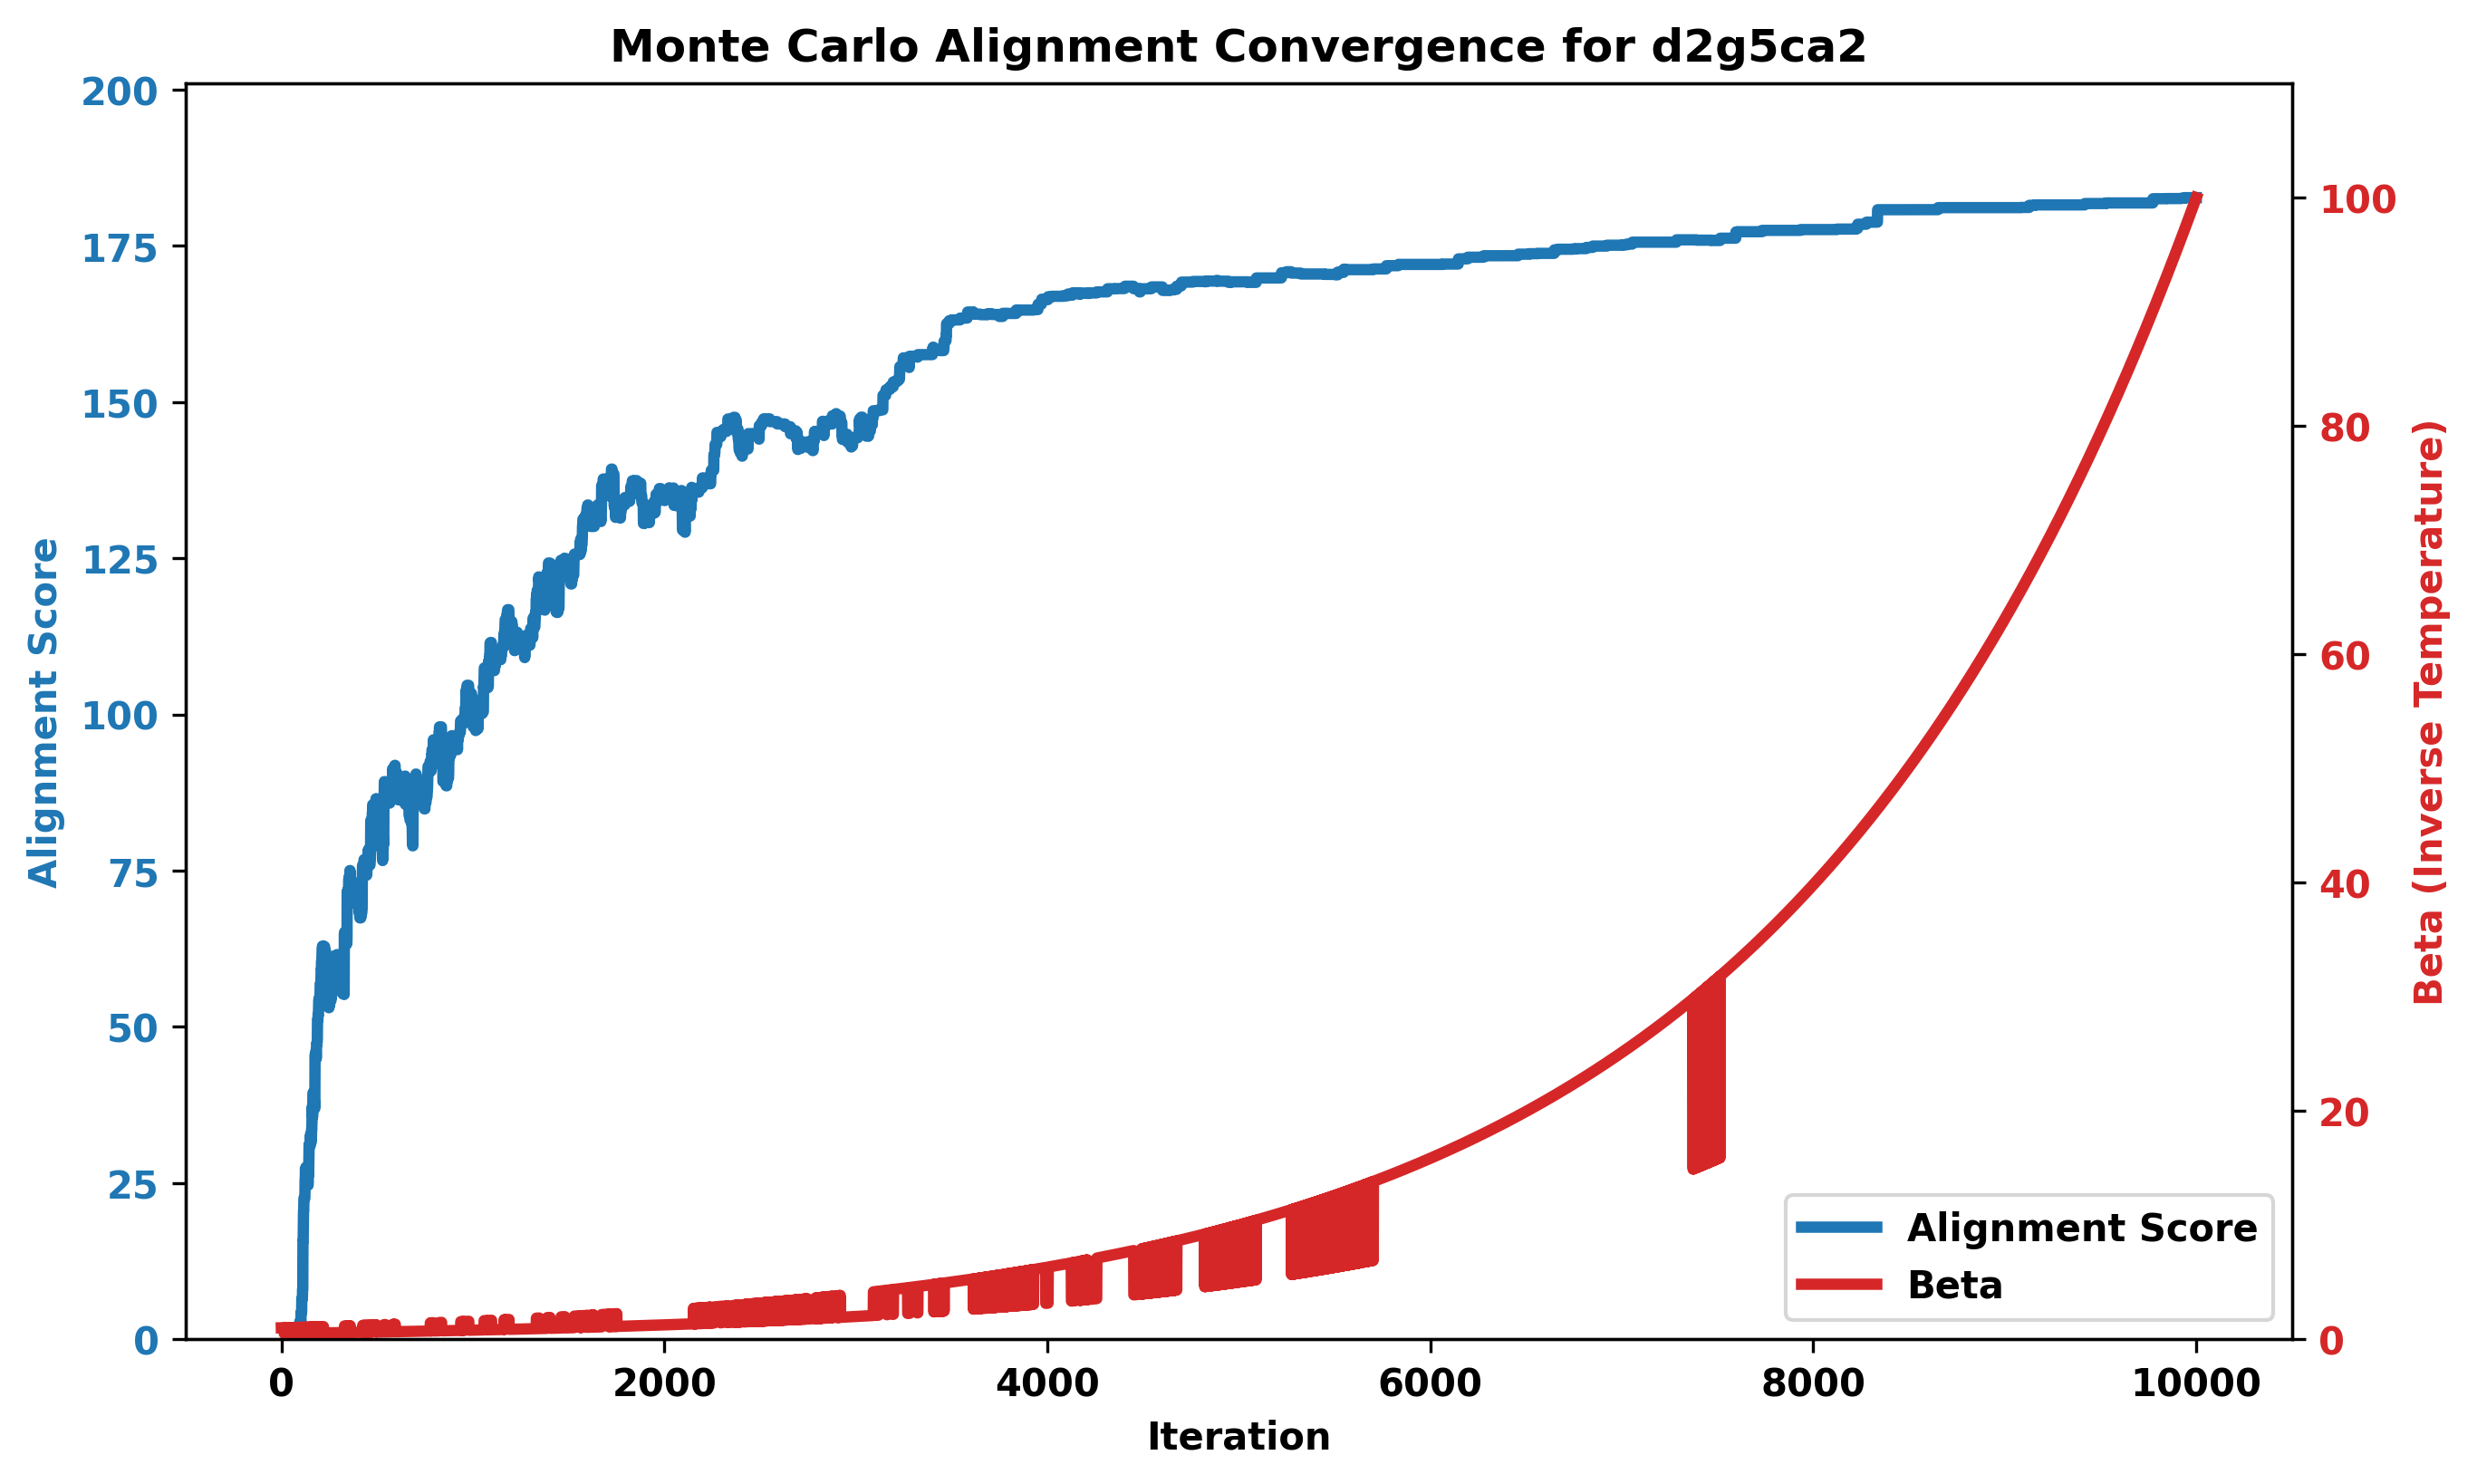 Monte Carlo Alignment Convergence for d2g5ca2
200
175
150
125
100
75
50
25
0
Alignment Score
100
80
60
40
20
0
Beta (Inverse Temperature)
Alignment Score
Beta
0 2000 4000 6000 8000 10000
Iteration